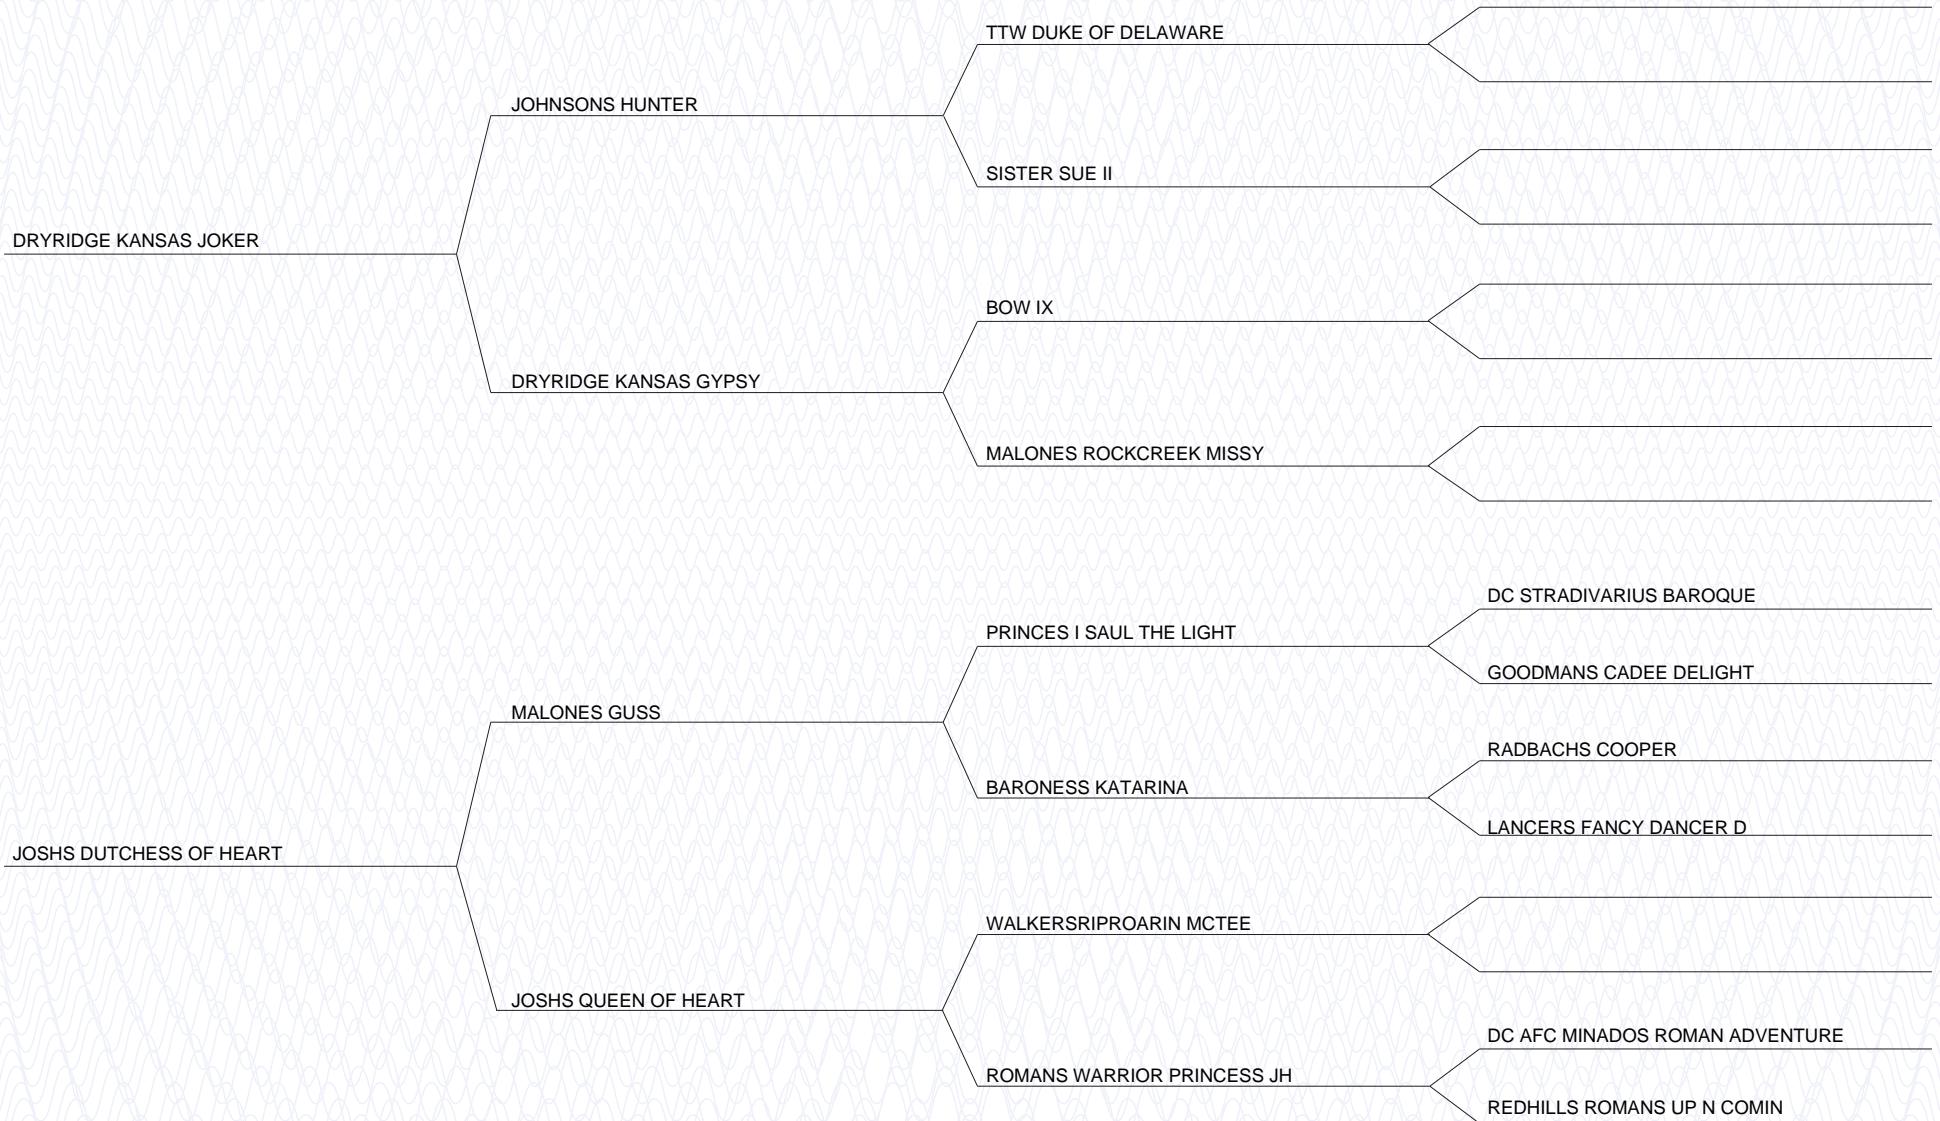 TTW DUKE OF DELAWARE
JOHNSONS HUNTER
SISTER SUE II
DRYRIDGE KANSAS JOKER
BOW IX
DRYRIDGE KANSAS GYPSY
MALONES ROCKCREEK MISSY
DC STRADIVARIUS BAROQUE
PRINCES I SAUL THE LIGHT
GOODMANS CADEE DELIGHT
MALONES GUSS
RADBACHS COOPER
BARONESS KATARINA
LANCERS FANCY DANCER D
JOSHS DUTCHESS OF HEART
WALKERSRIPROARIN MCTEE
JOSHS QUEEN OF HEART
DC AFC MINADOS ROMAN ADVENTURE
ROMANS WARRIOR PRINCESS JH
REDHILLS ROMANS UP N COMIN